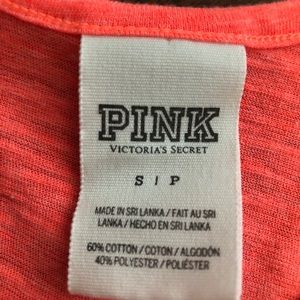 PINK
VICTORIA'S SECRET
S | P
MADE IN SRI LANKA / FAIT AU SRI
LANKA / HECHO EN SRI LANKA
60% COTTON / COTON / ALGODÓN
40% POLYESTER / POLIÉSTER